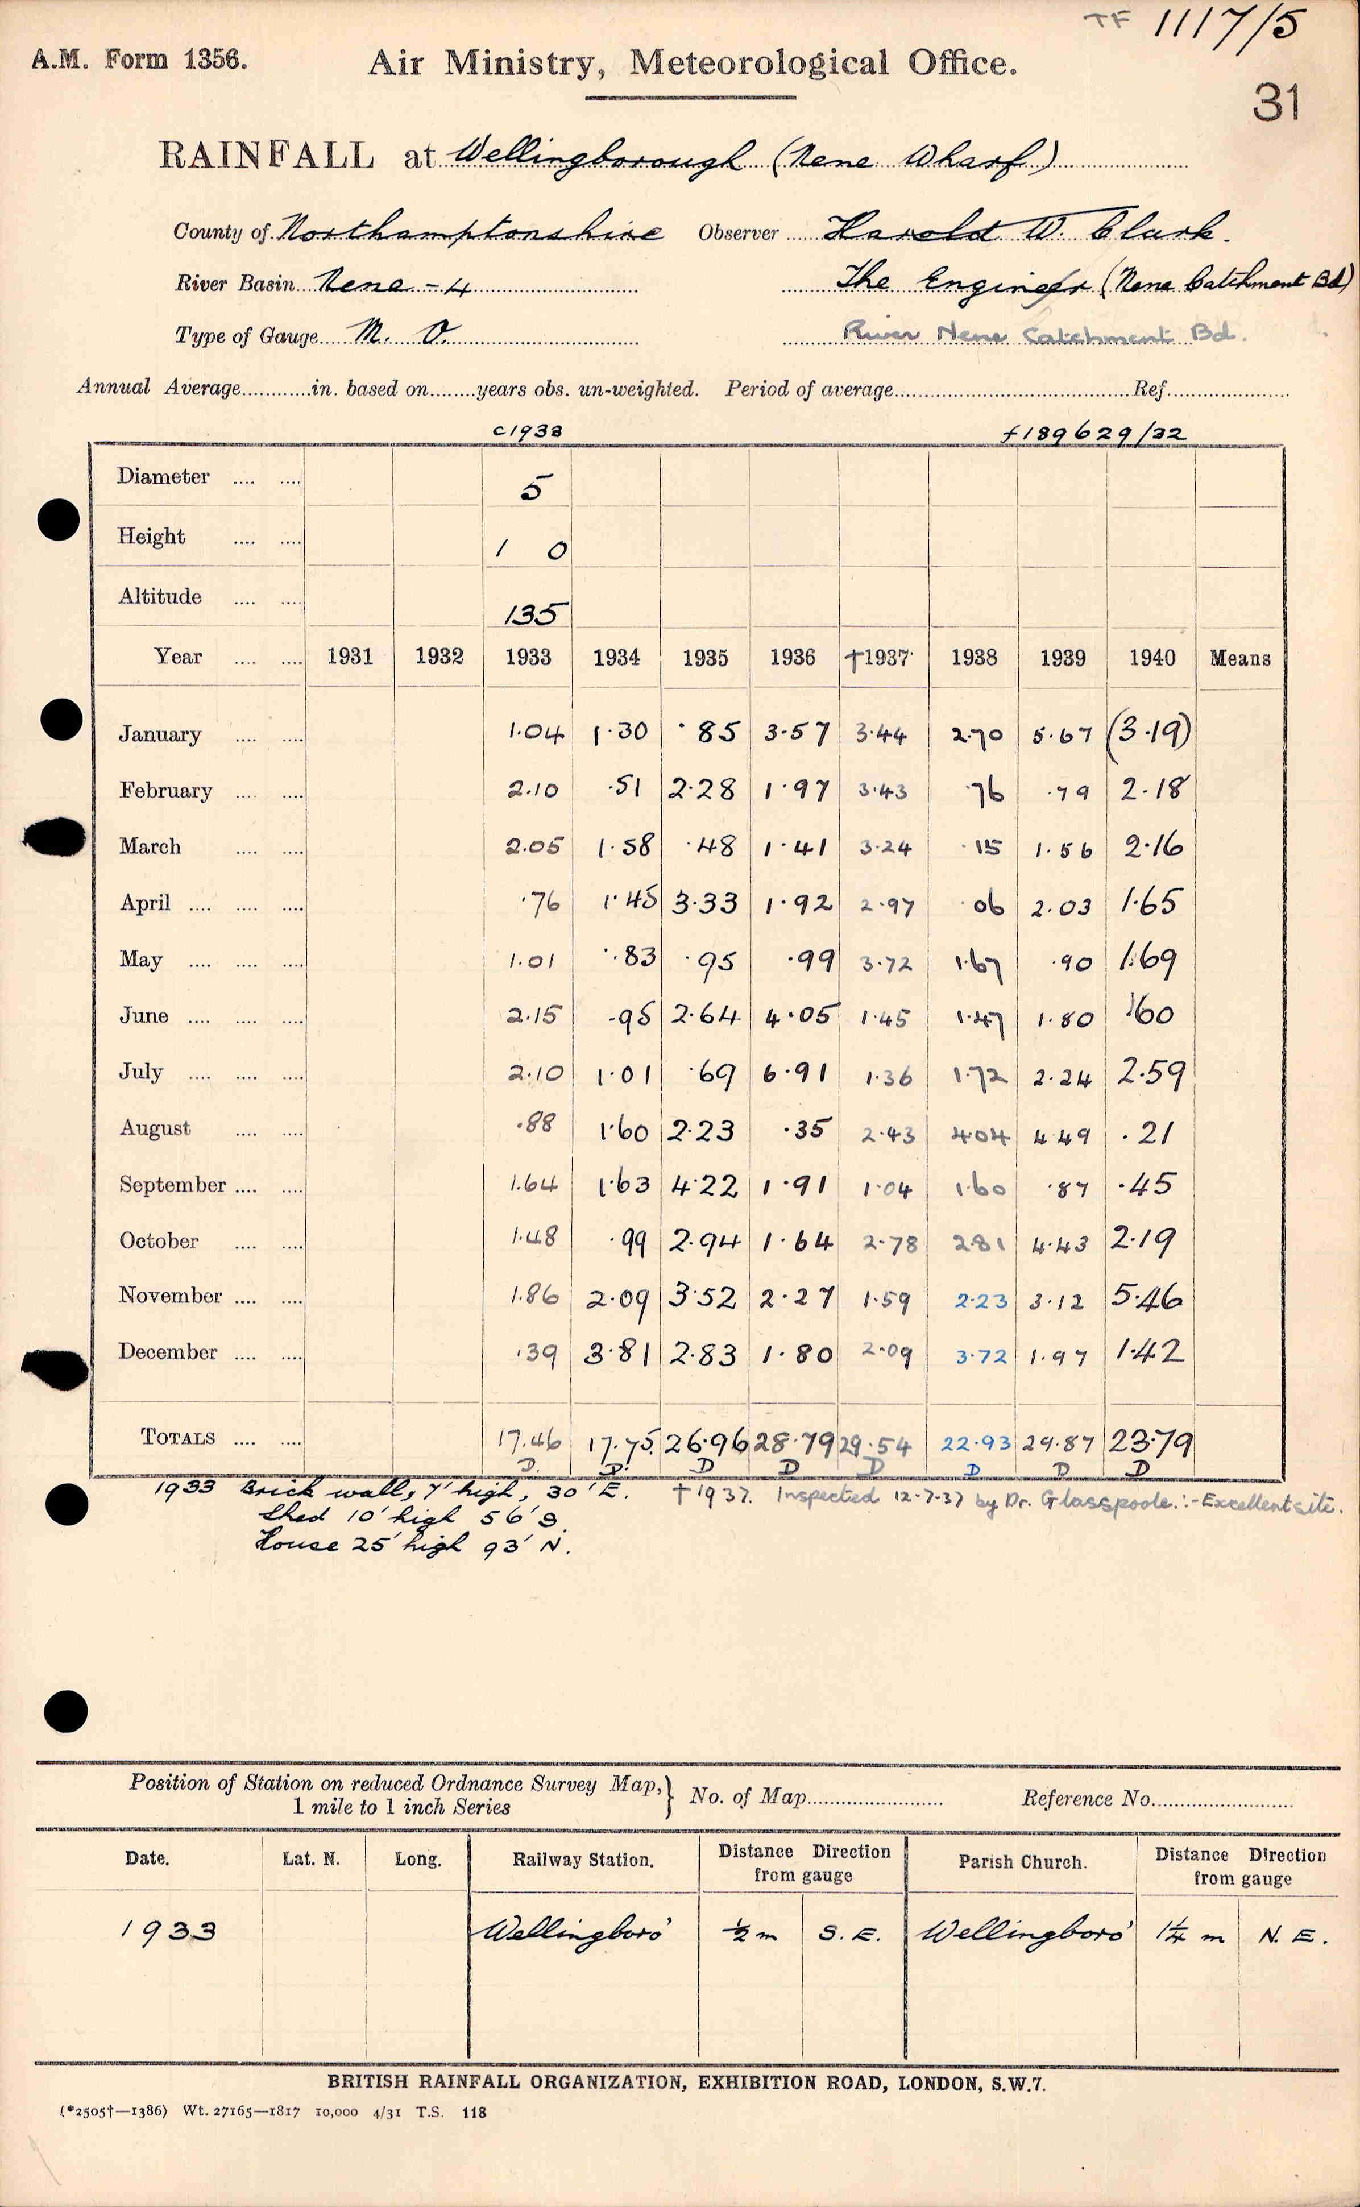 TF 1117/5
A.M. Form 1356. Air Ministry, Meteorological Office.
31
RAINFALL at Wellingborough (Nene Wharf)
County of Northamptonshire Observer Harold W. Clark.
River Basin Nene - 4 The Engineer (Nene Catchment Bd)
Type of Gauge M. O. River Nene Catchment Bd.
Annual Average............in. based on........years obs. un-weighted. Period of average........................................Ref.....................
c1933 f189629/32
Diameter .... .... 5
Height .... .... 1 0
Altitude .... .... 135
Year .... .... 1931 1932 1933 1934 1935 1936 †1937 1938 1939 1940 Means
January .... .... 1.04 1.30 .85 3.57 3.44 2.70 5.67 (3.19)
February .... .... 2.10 .51 2.28 1.97 3.43 .76 .79 2.18
March .... .... 2.05 1.58 .48 1.41 3.24 .15 1.56 2.16
April .... .... .... .76 1.45 3.33 1.92 2.97 .06 2.03 1.65
May .... .... .... 1.01 .83 .95 .99 3.72 1.67 .90 1.69
June .... .... .... 2.15 .95 2.64 4.05 1.45 1.47 1.80 .60
July .... .... .... 2.10 1.01 .69 6.91 1.36 1.72 2.24 2.59
August .... .... .88 1.60 2.23 .35 2.43 4.04 4.49 .21
September .... .... 1.64 1.63 4.22 1.91 1.04 1.60 .87 .45
October .... .... 1.48 .99 2.94 1.64 2.78 2.81 4.43 2.19
November .... .... 1.86 2.09 3.52 2.27 1.59 2.23 3.12 5.46
December .... .... .39 3.81 2.83 1.80 2.09 3.72 1.97 1.42
TOTALS .... .... 17.46 17.75 26.96 28.79 29.54 22.93 29.87 23.79
D. D. D D D D D D
1933 Brick wall, 7' high, 30' E. † 1937. Inspected 12-7-37 by Dr. Glasspoole :- Excellent site.
Shed 10' high 56' S.
House 25' high 93' N.
Position of Station on reduced Ordnance Survey Map,} No. of Map........................ Reference No.........................
1 mile to 1 inch Series
Date. Lat. N. Long. Railway Station. Distance Direction from gauge Parish Church. Distance Direction from gauge
1933 Wellingboro' ½ m S. E. Wellingboro' 1¼ m N. E.
BRITISH RAINFALL ORGANIZATION, EXHIBITION ROAD, LONDON, S.W.7.
(*2505†—1386) Wt. 27165—1817 10,000 4/31 T.S. 118